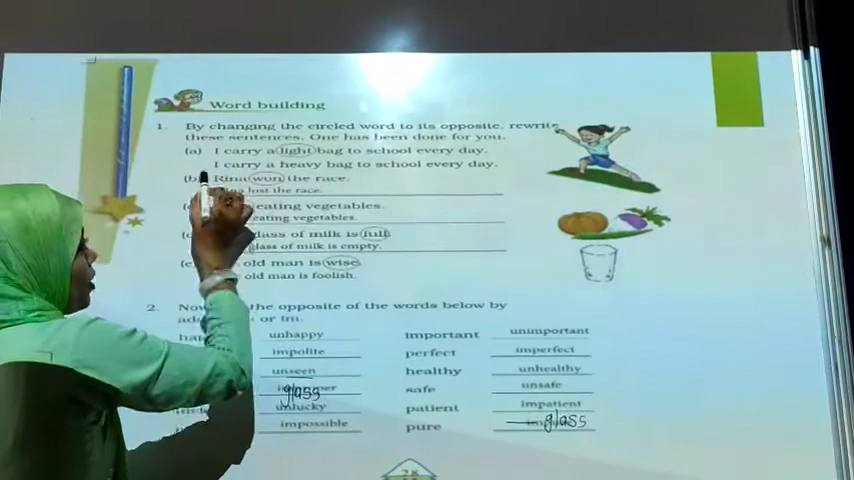 Word building
1. By changing the circled word to its opposite, rewrite
these sentences. One has been done for you.
(a) I carry a light bag to school every day.
I carry a heavy bag to school every day.
(b) Rina won the race.
lost the race.
eating vegetables.
eating vegetables.
glass of milk is full.
glass of milk is empty.
(e) old man is wise.
old man is foolish.
2. Now the opposite of the words below by
or im.
unhappy important unimportant
impolite perfect imperfect
unseen healthy unhealthy
glass safe unsafe
unlucky patient impatient
impossible pure glass
28